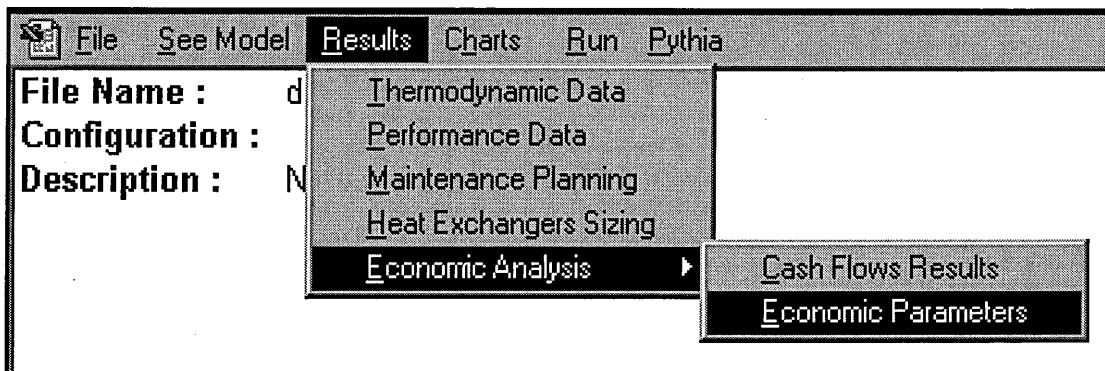 File See Model Results Charts Run Pythia
File Name : d
Configuration :
Description : N
Thermodynamic Data
Performance Data
Maintenance Planning
Heat Exchangers Sizing
Economic Analysis
Cash Flows Results
Economic Parameters